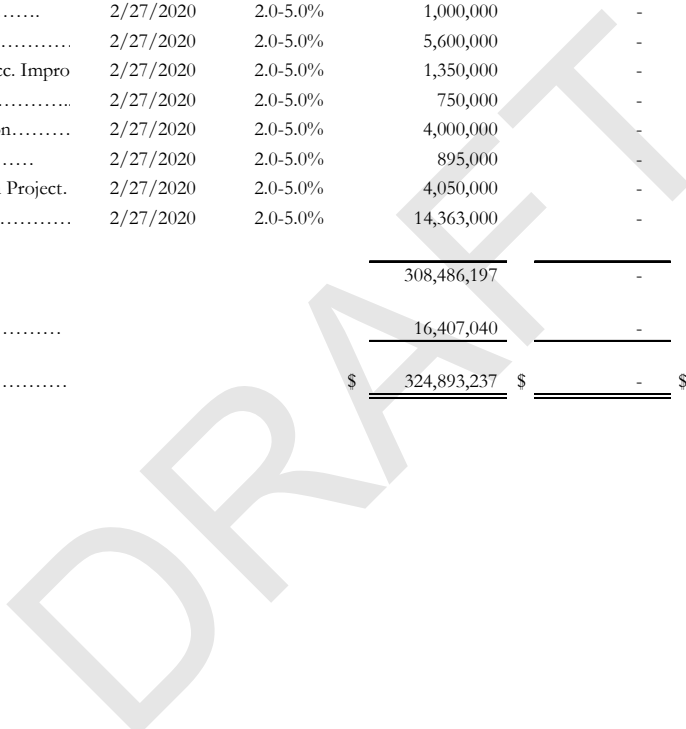 ……. 2/27/2020 2.0-5.0% 1,000,000 -
………… 2/27/2020 2.0-5.0% 5,600,000 -
cc. Impro 2/27/2020 2.0-5.0% 1,350,000 -
……….. 2/27/2020 2.0-5.0% 750,000 -
on……… 2/27/2020 2.0-5.0% 4,000,000 -
…… 2/27/2020 2.0-5.0% 895,000 -
Project. 2/27/2020 2.0-5.0% 4,050,000 -
………… 2/27/2020 2.0-5.0% 14,363,000 -
308,486,197 -
……… 16,407,040 -
………… $ 324,893,237 $ - $
DRAFT